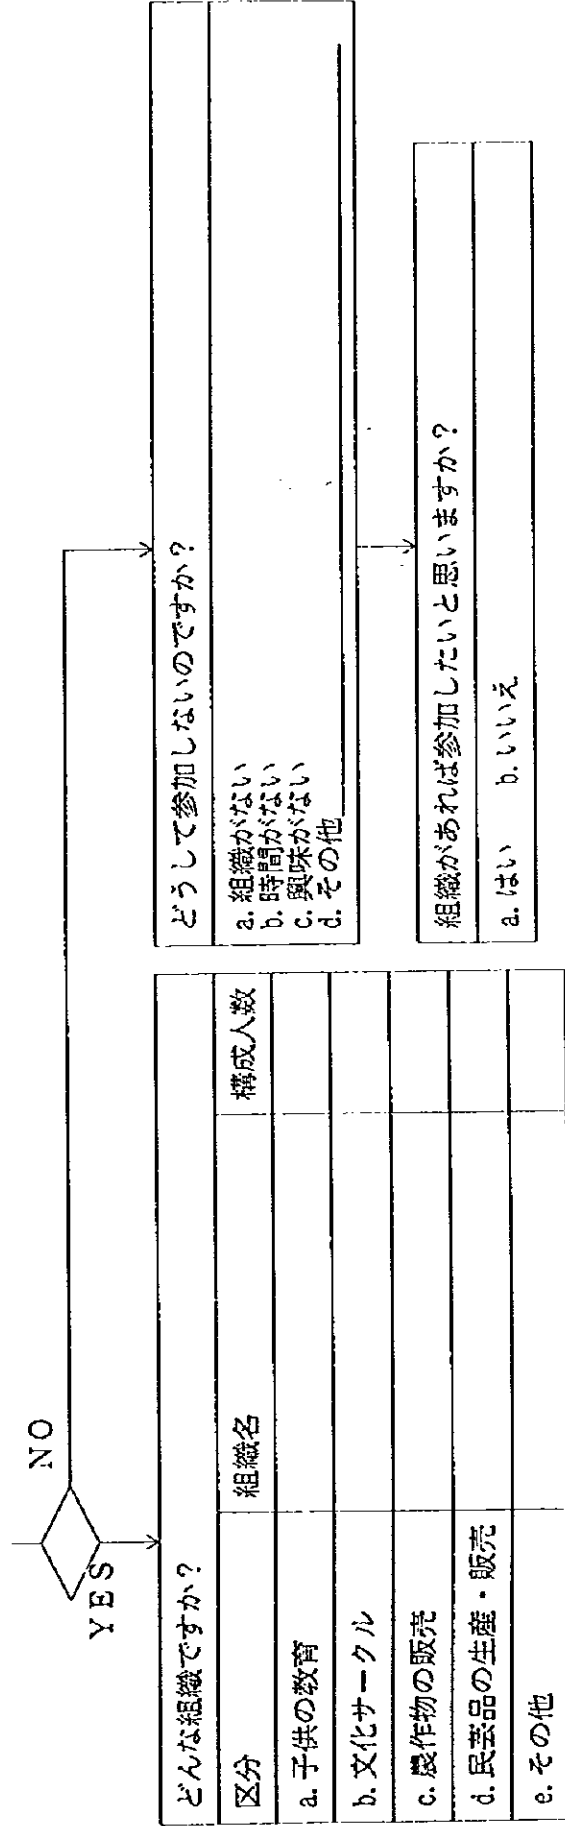 NO
YES
どんな組織ですか？
区分 組織名 構成人数
a. 子供の教育
b. 文化サークル
c. 農作物の販売
d. 民芸品の生産・販売
e. その他
どうして参加しないのですか？
a. 組織がない
b. 時間がない
c. 興味がない
d. その他
組織があれば参加したいと思いますか？
a. はい b. いいえ